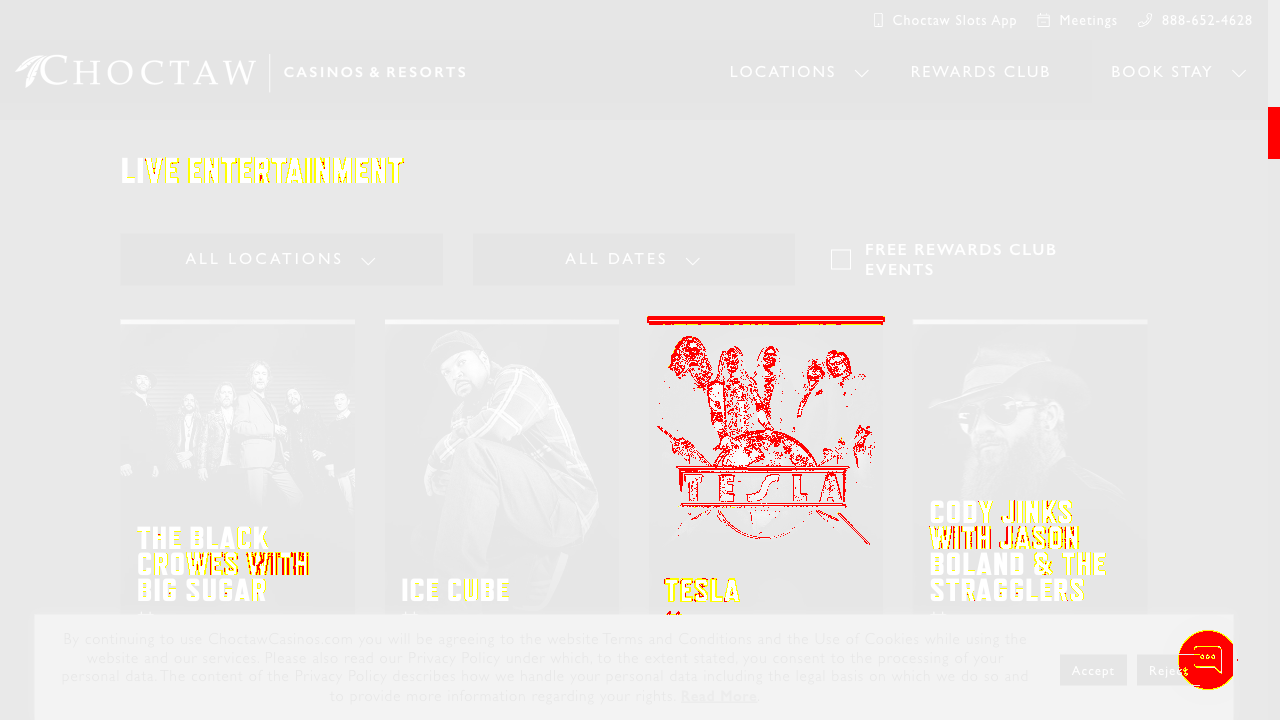 Choctaw Slots App Meetings 888-652-4628
CHOCTAW CASINOS & RESORTS LOCATIONS REWARDS CLUB BOOK STAY
LIVE ENTERTAINMENT
ALL LOCATIONS ALL DATES FREE REWARDS CLUB
EVENTS
TESLA
THE BLACK
CROWES WITH
BIG SUGAR
ICE CUBE
TESLA
CODY JINKS
WITH JASON
BOLAND & THE
STRAGGLERS
By continuing to use ChoctawCasinos.com you will be agreeing to the website Terms and Conditions and the Use of Cookies while using the
website and our services. Please also read our Privacy Policy under which, to the extent stated, you consent to the processing of your
personal data. The content of the Privacy Policy describes how we handle your personal data including the legal basis on which we do so and
to provide more information regarding your rights. Read More.
Accept Reject